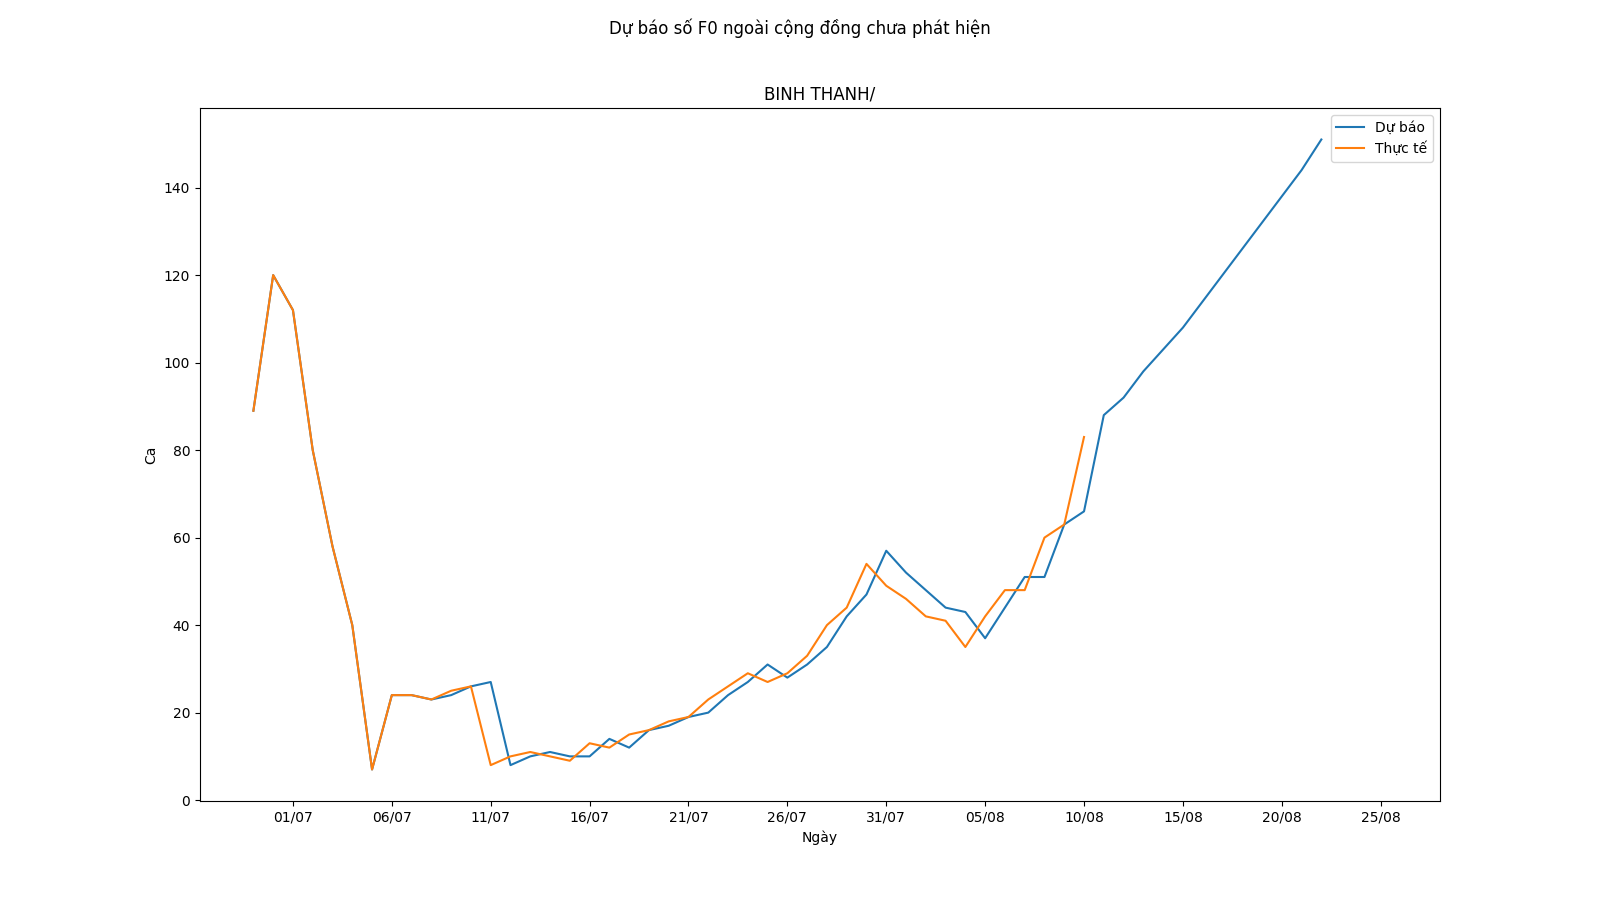 Dự báo số F0 ngoài cộng đồng chưa phát hiện
BINH THANH/
Dự báo
Thực tế
140
120
100
80
60
40
20
0
Ca
01/07 06/07 11/07 16/07 21/07 26/07 31/07 05/08 10/08 15/08 20/08 25/08
Ngày